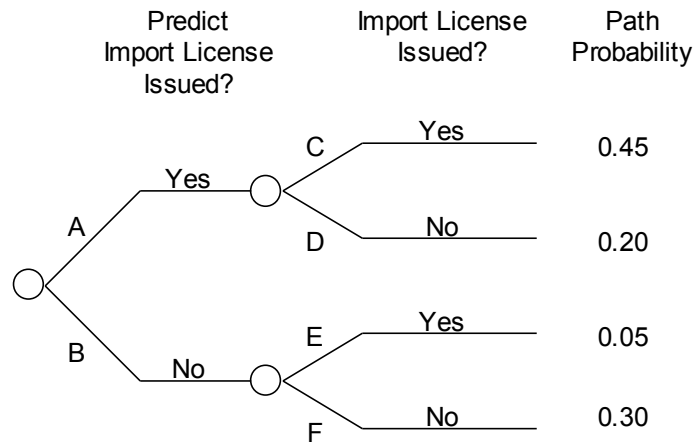 Predict
Import License
Issued?
Import License
Issued?
Path
Probability
C
Yes
0.45
Yes
A
D
No
0.20
E
Yes
0.05
B
No
F
No
0.30